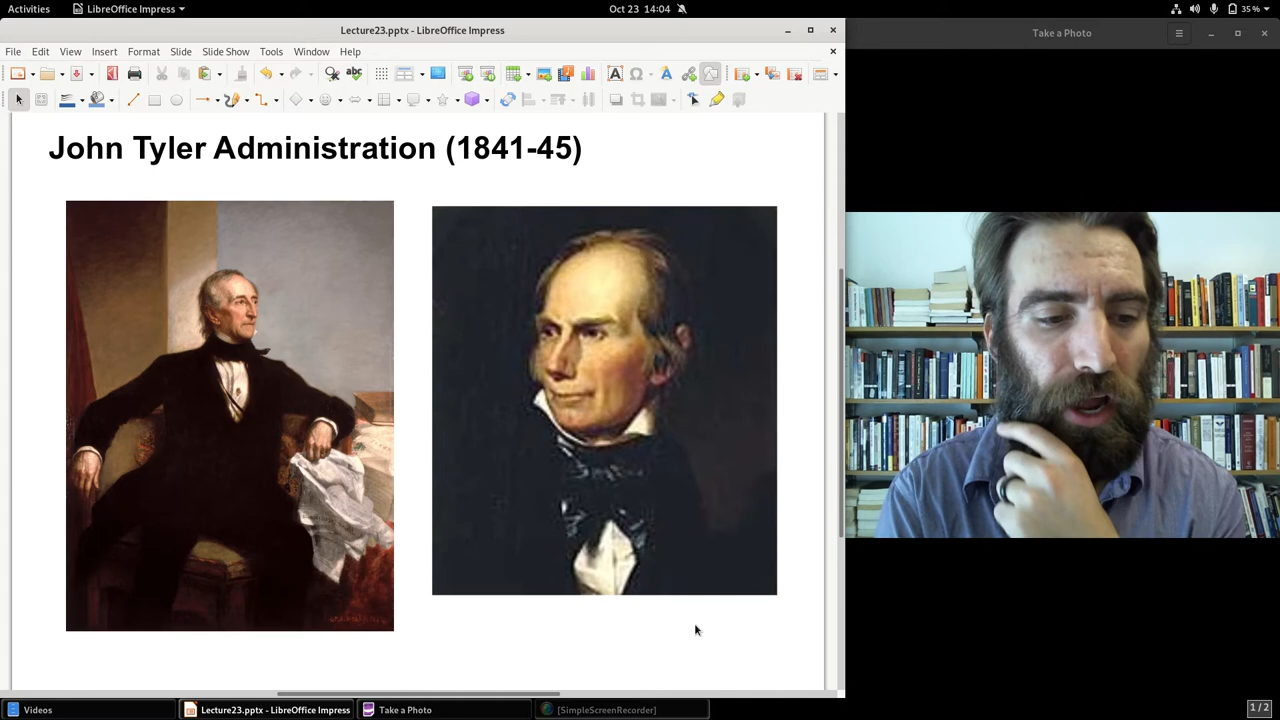 Activities LibreOffice Impress Oct 23 14:04 35%
Lecture23.pptx - LibreOffice Impress
Take a Photo
File Edit View Insert Format Slide Slide Show Tools Window Help
abc
John Tyler Administration (1841-45)
Videos
Lecture23.pptx - LibreOffice Impress
Take a Photo
[SimpleScreenRecorder]
1/2